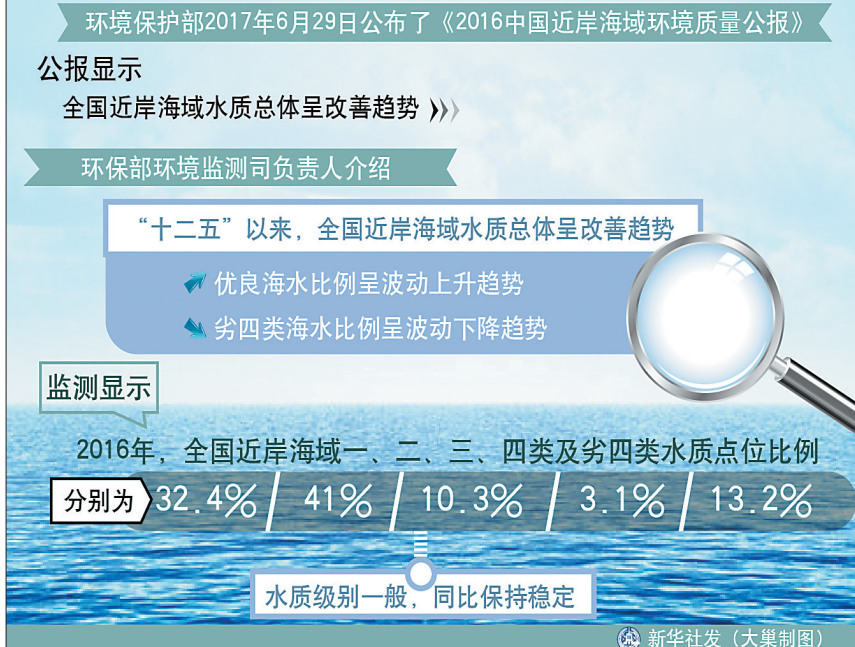 环境保护部2017年6月29日公布了《2016中国近岸海域环境质量公报》
公报显示
全国近岸海域水质总体呈改善趋势
环保部环境监测司负责人介绍
“十二五”以来，全国近岸海域水质总体呈改善趋势
优良海水比例呈波动上升趋势
劣四类海水比例呈波动下降趋势
监测显示
2016年，全国近岸海域一、二、三、四类及劣四类水质点位比例
分别为 32.4% 41% 10.3% 3.1% 13.2%
水质级别一般，同比保持稳定
新华社发（大巢制图）